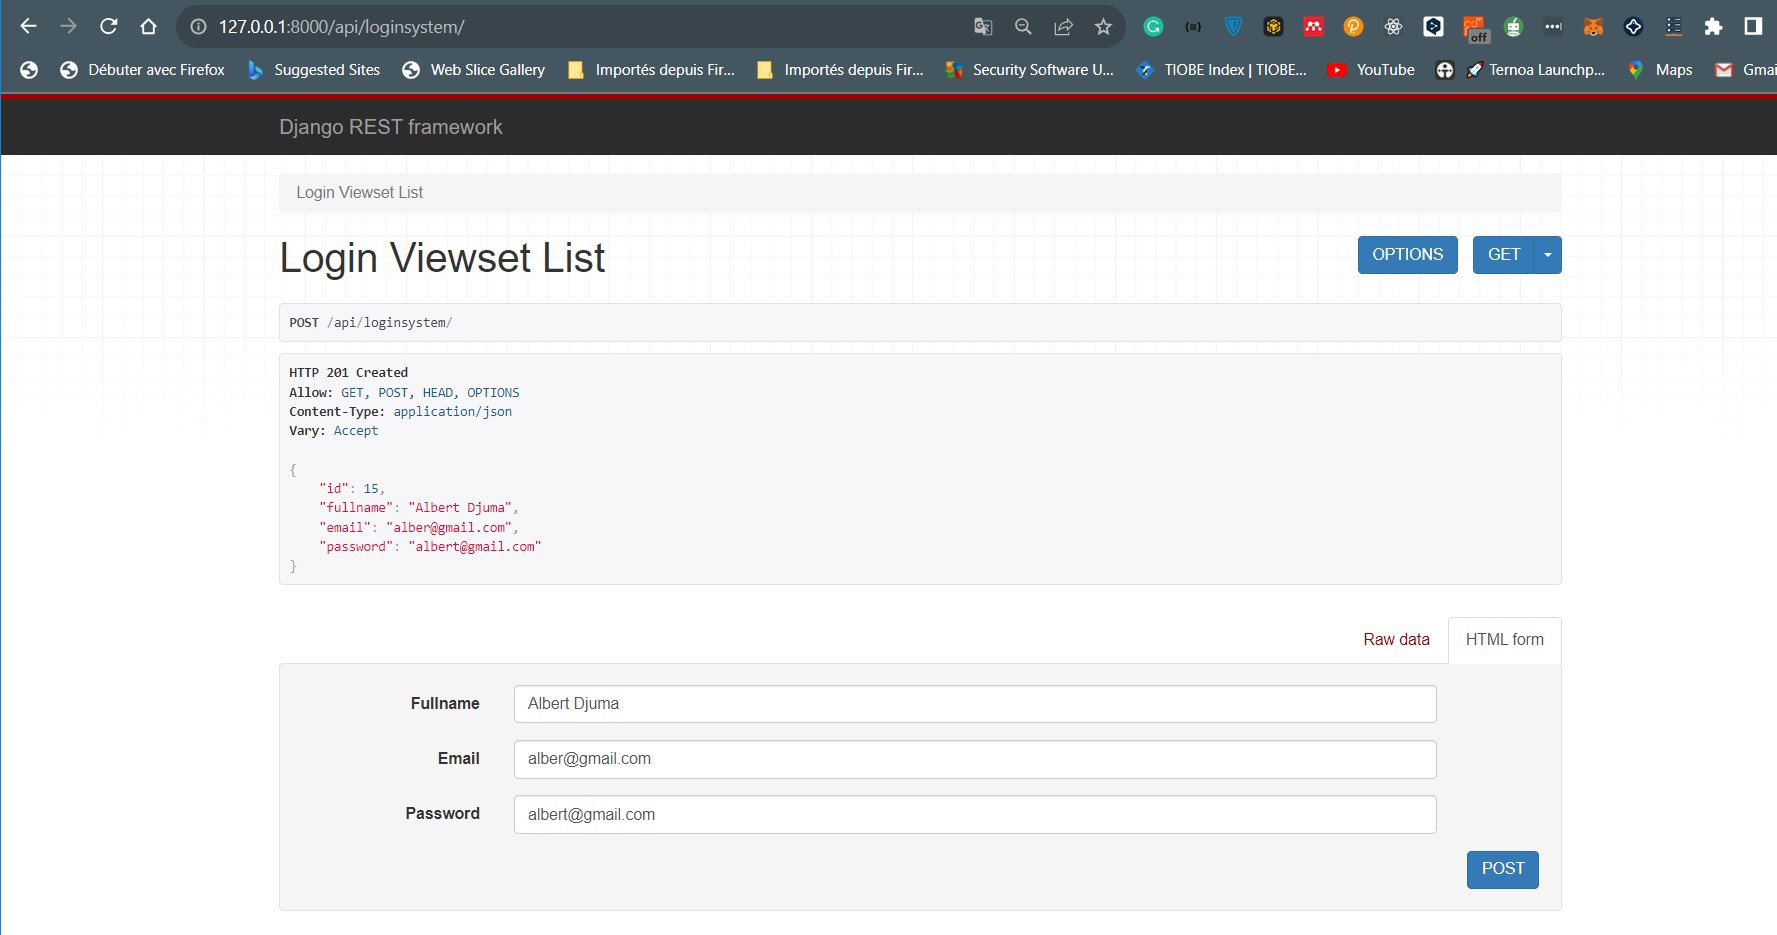 127.0.0.1:8000/api/loginsystem/
off
Débuter avec Firefox Suggested Sites Web Slice Gallery Importés depuis Fir... Importés depuis Fir... Security Software U... TIOBE Index | TIOBE... YouTube Ternoa Launchp... Maps Gmai
Django REST framework
Login Viewset List
Login Viewset List
OPTIONS GET
POST /api/loginsystem/
HTTP 201 Created
Allow: GET, POST, HEAD, OPTIONS
Content-Type: application/json
Vary: Accept
{
"id": 15,
"fullname": "Albert Djuma",
"email": "alber@gmail.com",
"password": "albert@gmail.com"
}
Raw data HTML form
Fullname Albert Djuma
Email alber@gmail.com
Password albert@gmail.com
POST